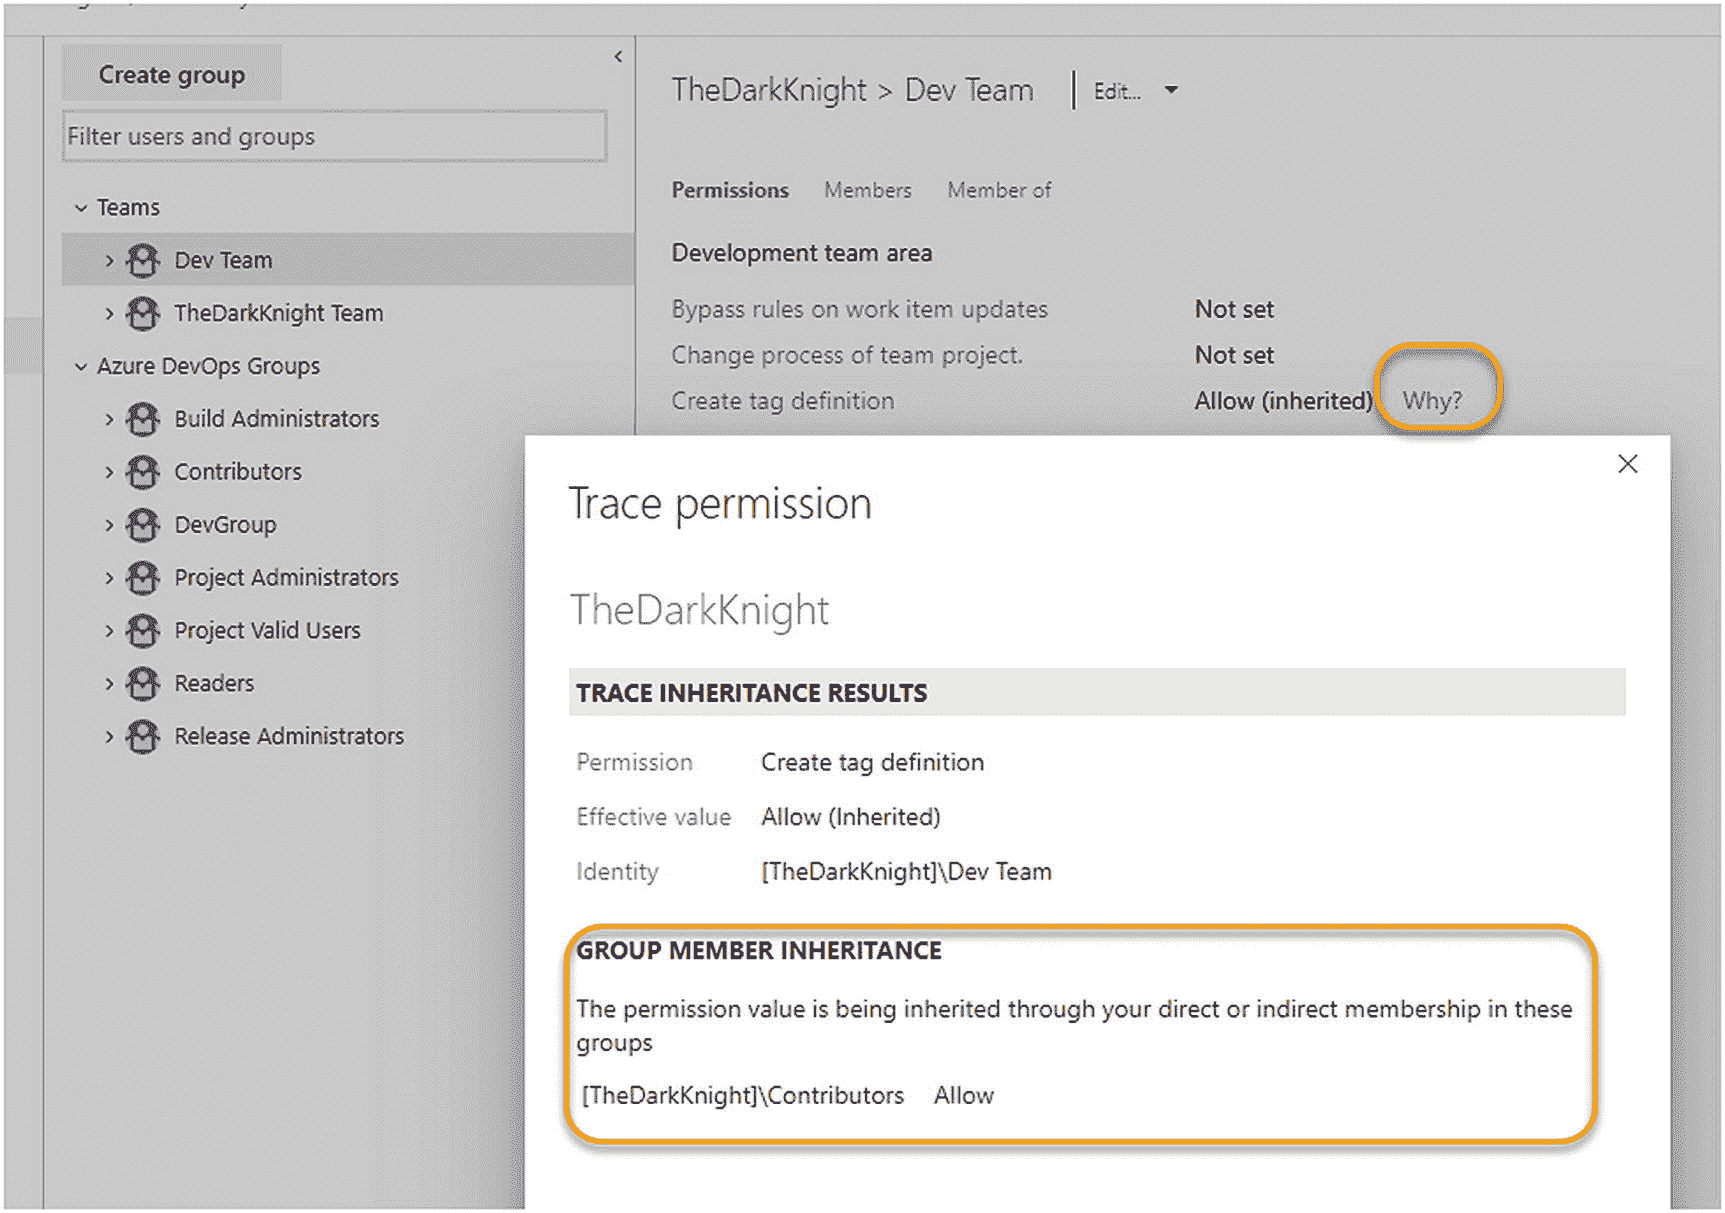 Create group
Filter users and groups
Teams
Dev Team
TheDarkKnight Team
Azure DevOps Groups
Build Administrators
Contributors
DevGroup
Project Administrators
Project Valid Users
Readers
Release Administrators
TheDarkKnight > Dev Team
Edit...
Permissions Members Member of
Development team area
Bypass rules on work item updates Not set
Change process of team project. Not set
Create tag definition Allow (inherited) Why?
Trace permission
TheDarkKnight
TRACE INHERITANCE RESULTS
Permission Create tag definition
Effective value Allow (Inherited)
Identity [TheDarkKnight]\Dev Team
GROUP MEMBER INHERITANCE
The permission value is being inherited through your direct or indirect membership in these
groups
[TheDarkKnight]\Contributors Allow